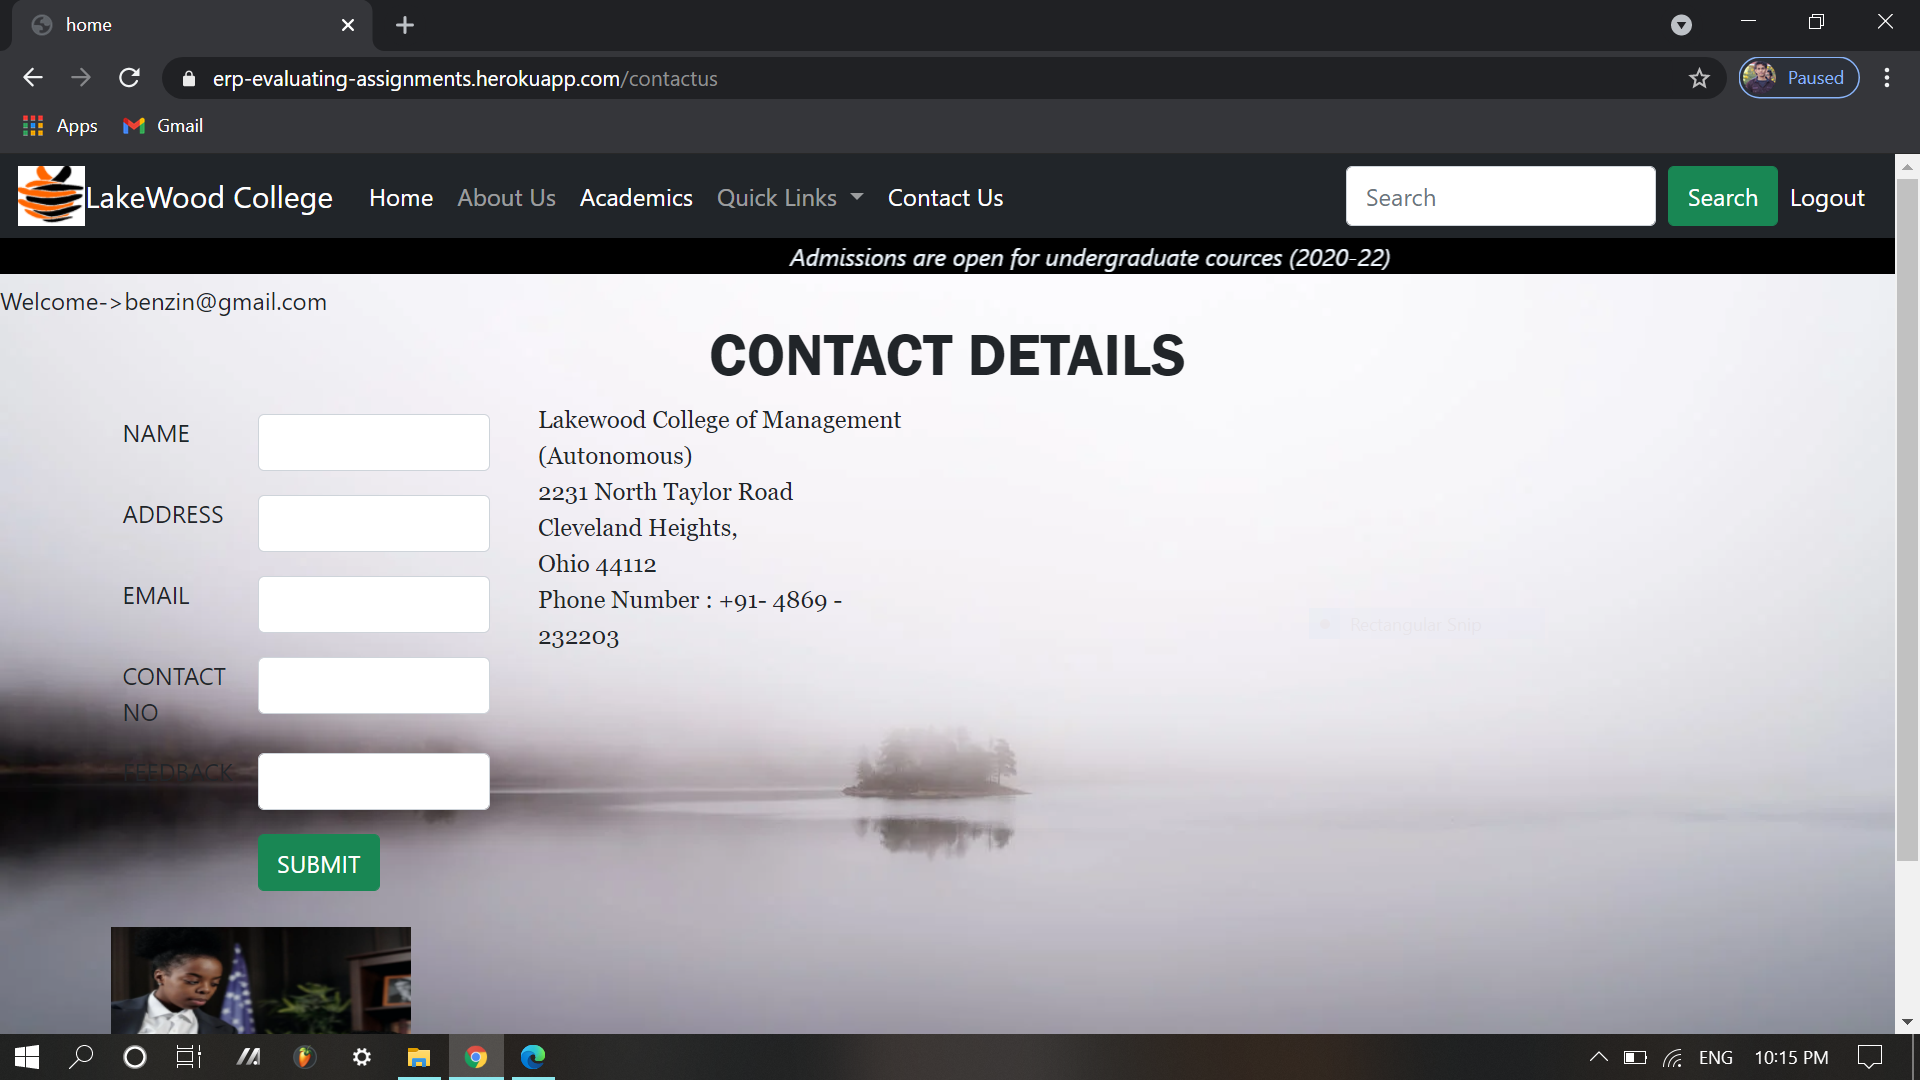 home
erp-evaluating-assignments.herokuapp.com/contactus
Paused
Apps
Gmail
LakeWood College
Home
About Us
Academics
Quick Links
Contact Us
Search
Search
Logout
Admissions are open for undergraduate cources (2020-22)
Welcome->benzin@gmail.com
CONTACT DETAILS
NAME
ADDRESS
EMAIL
CONTACT
NO
FEEDBACK
SUBMIT
Lakewood College of Management
(Autonomous)
2231 North Taylor Road
Cleveland Heights,
Ohio 44112
Phone Number : +91- 4869 -
232203
Rectangular Snip
ENG
10:15 PM